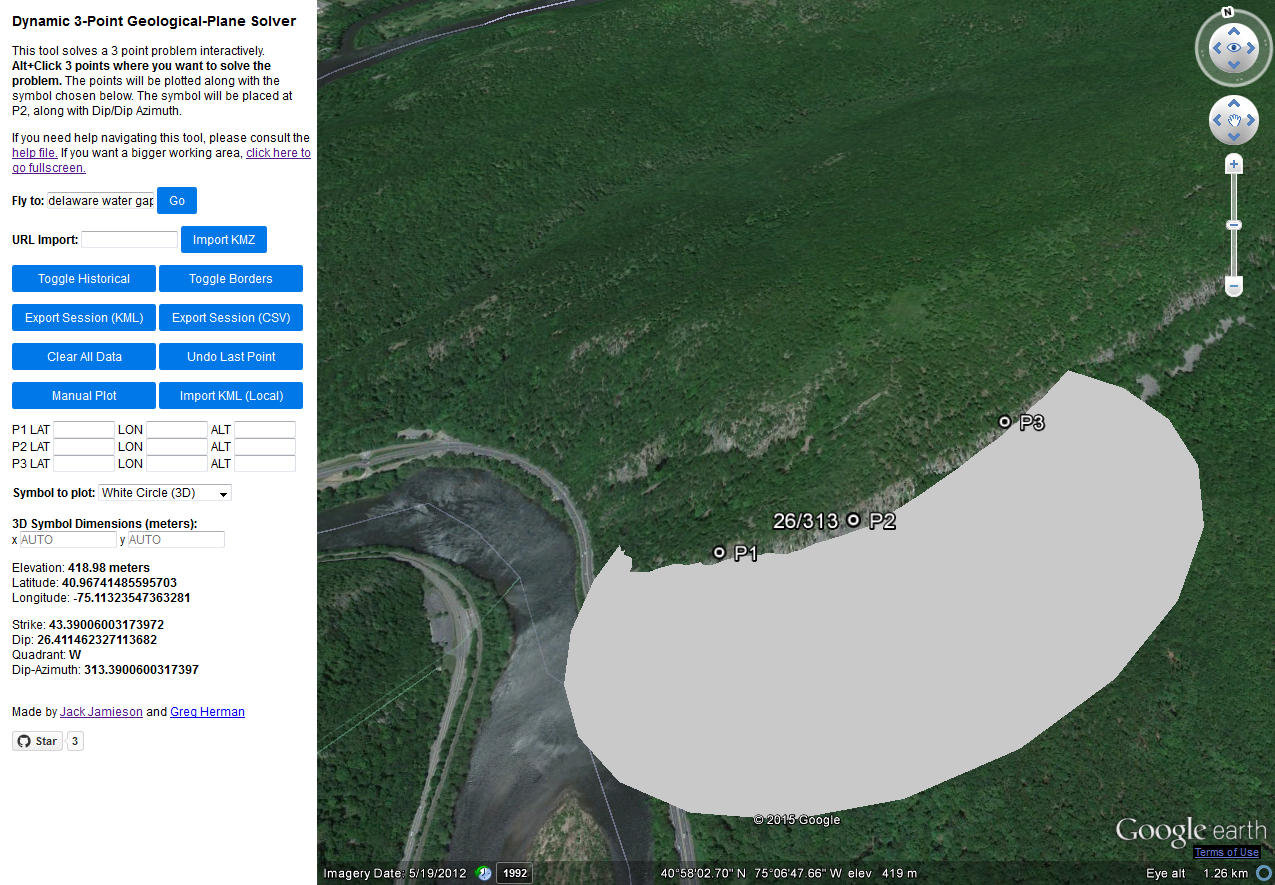 Dynamic 3-Point Geological-Plane Solver
This tool solves a 3 point problem interactively.
Alt+Click 3 points where you want to solve the
problem. The points will be plotted along with the
symbol chosen below. The symbol will be placed at
P2, along with Dip/Dip Azimuth.
If you need help navigating this tool, please consult the
help file. If you want a bigger working area, click here to
go fullscreen.
Fly to: delaware water gap Go
URL Import: Import KMZ
Toggle Historical Toggle Borders
Export Session (KML) Export Session (CSV)
Clear All Data Undo Last Point
Manual Plot Import KML (Local)
P1 LAT LON ALT
P2 LAT LON ALT
P3 LAT LON ALT
Symbol to plot: White Circle (3D)
3D Symbol Dimensions (meters):
x AUTO y AUTO
Elevation: 418.98 meters
Latitude: 40.96741485595703
Longitude: -75.11323547363281
Strike: 43.39006003173972
Dip: 26.411462327113682
Quadrant: W
Dip-Azimuth: 313.3900600317397
Made by Jack Jamieson and Greg Herman
Star 3
N
P3
26/313 P2
P1
© 2015 Google
Google earth
Terms of Use
Imagery Date: 5/19/2012 1992 40°58'02.70" N 75°06'47.66" W elev 419 m Eye alt 1.26 km